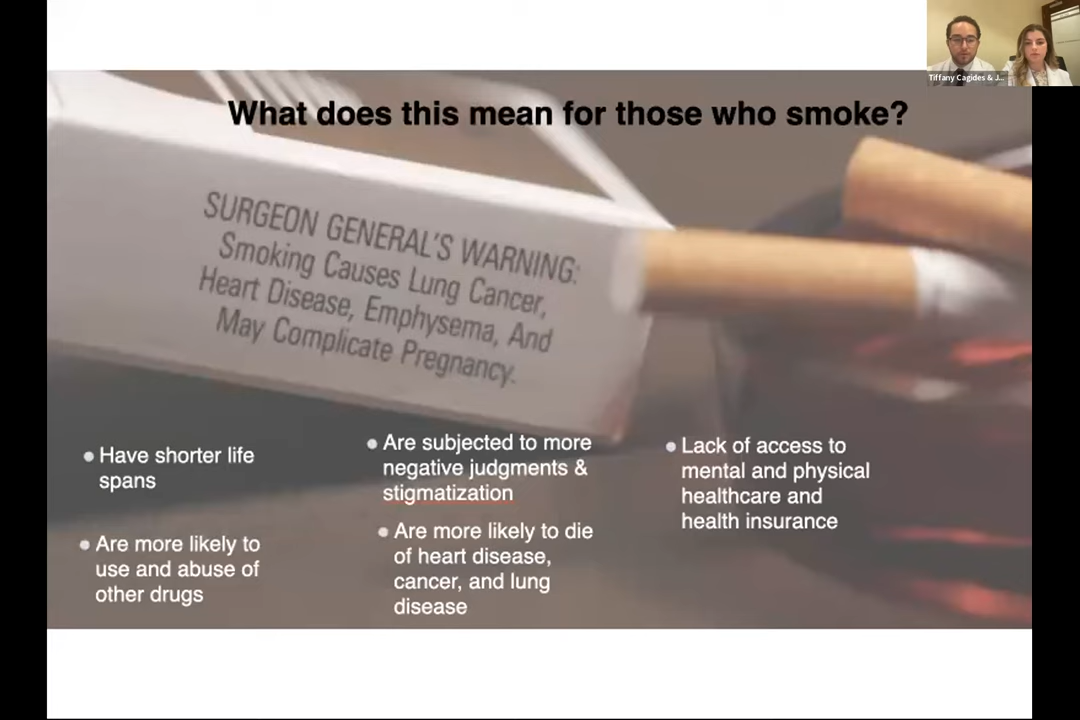 Tiffany Cagides & J...
What does this mean for those who smoke?
SURGEON GENERAL'S WARNING:
Smoking Causes Lung Cancer,
Heart Disease, Emphysema, And
May Complicate Pregnancy.
Have shorter life
spans
Are more likely to
use and abuse of
other drugs
Are subjected to more
negative judgments &
stigmatization
Are more likely to die
of heart disease,
cancer, and lung
disease
Lack of access to
mental and physical
healthcare and
health insurance